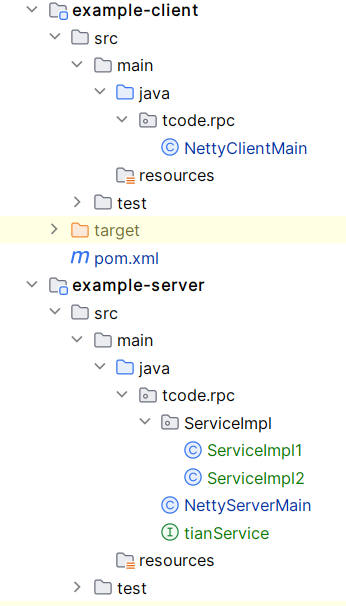 example-client
src
main
java
tcode.rpc
NettyClientMain
resources
test
target
pom.xml
example-server
src
main
java
tcode.rpc
ServiceImpl
ServiceImpl1
ServiceImpl2
NettyServerMain
tianService
resources
test